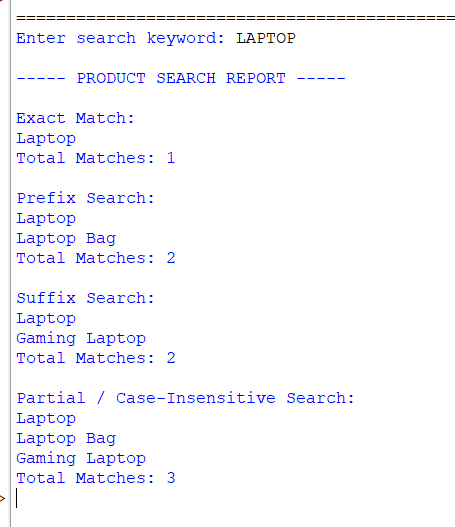 ============================================
Enter search keyword: LAPTOP
----- PRODUCT SEARCH REPORT -----
Exact Match:
Laptop
Total Matches: 1
Prefix Search:
Laptop
Laptop Bag
Total Matches: 2
Suffix Search:
Laptop
Gaming Laptop
Total Matches: 2
Partial / Case-Insensitive Search:
Laptop
Laptop Bag
Gaming Laptop
Total Matches: 3
>